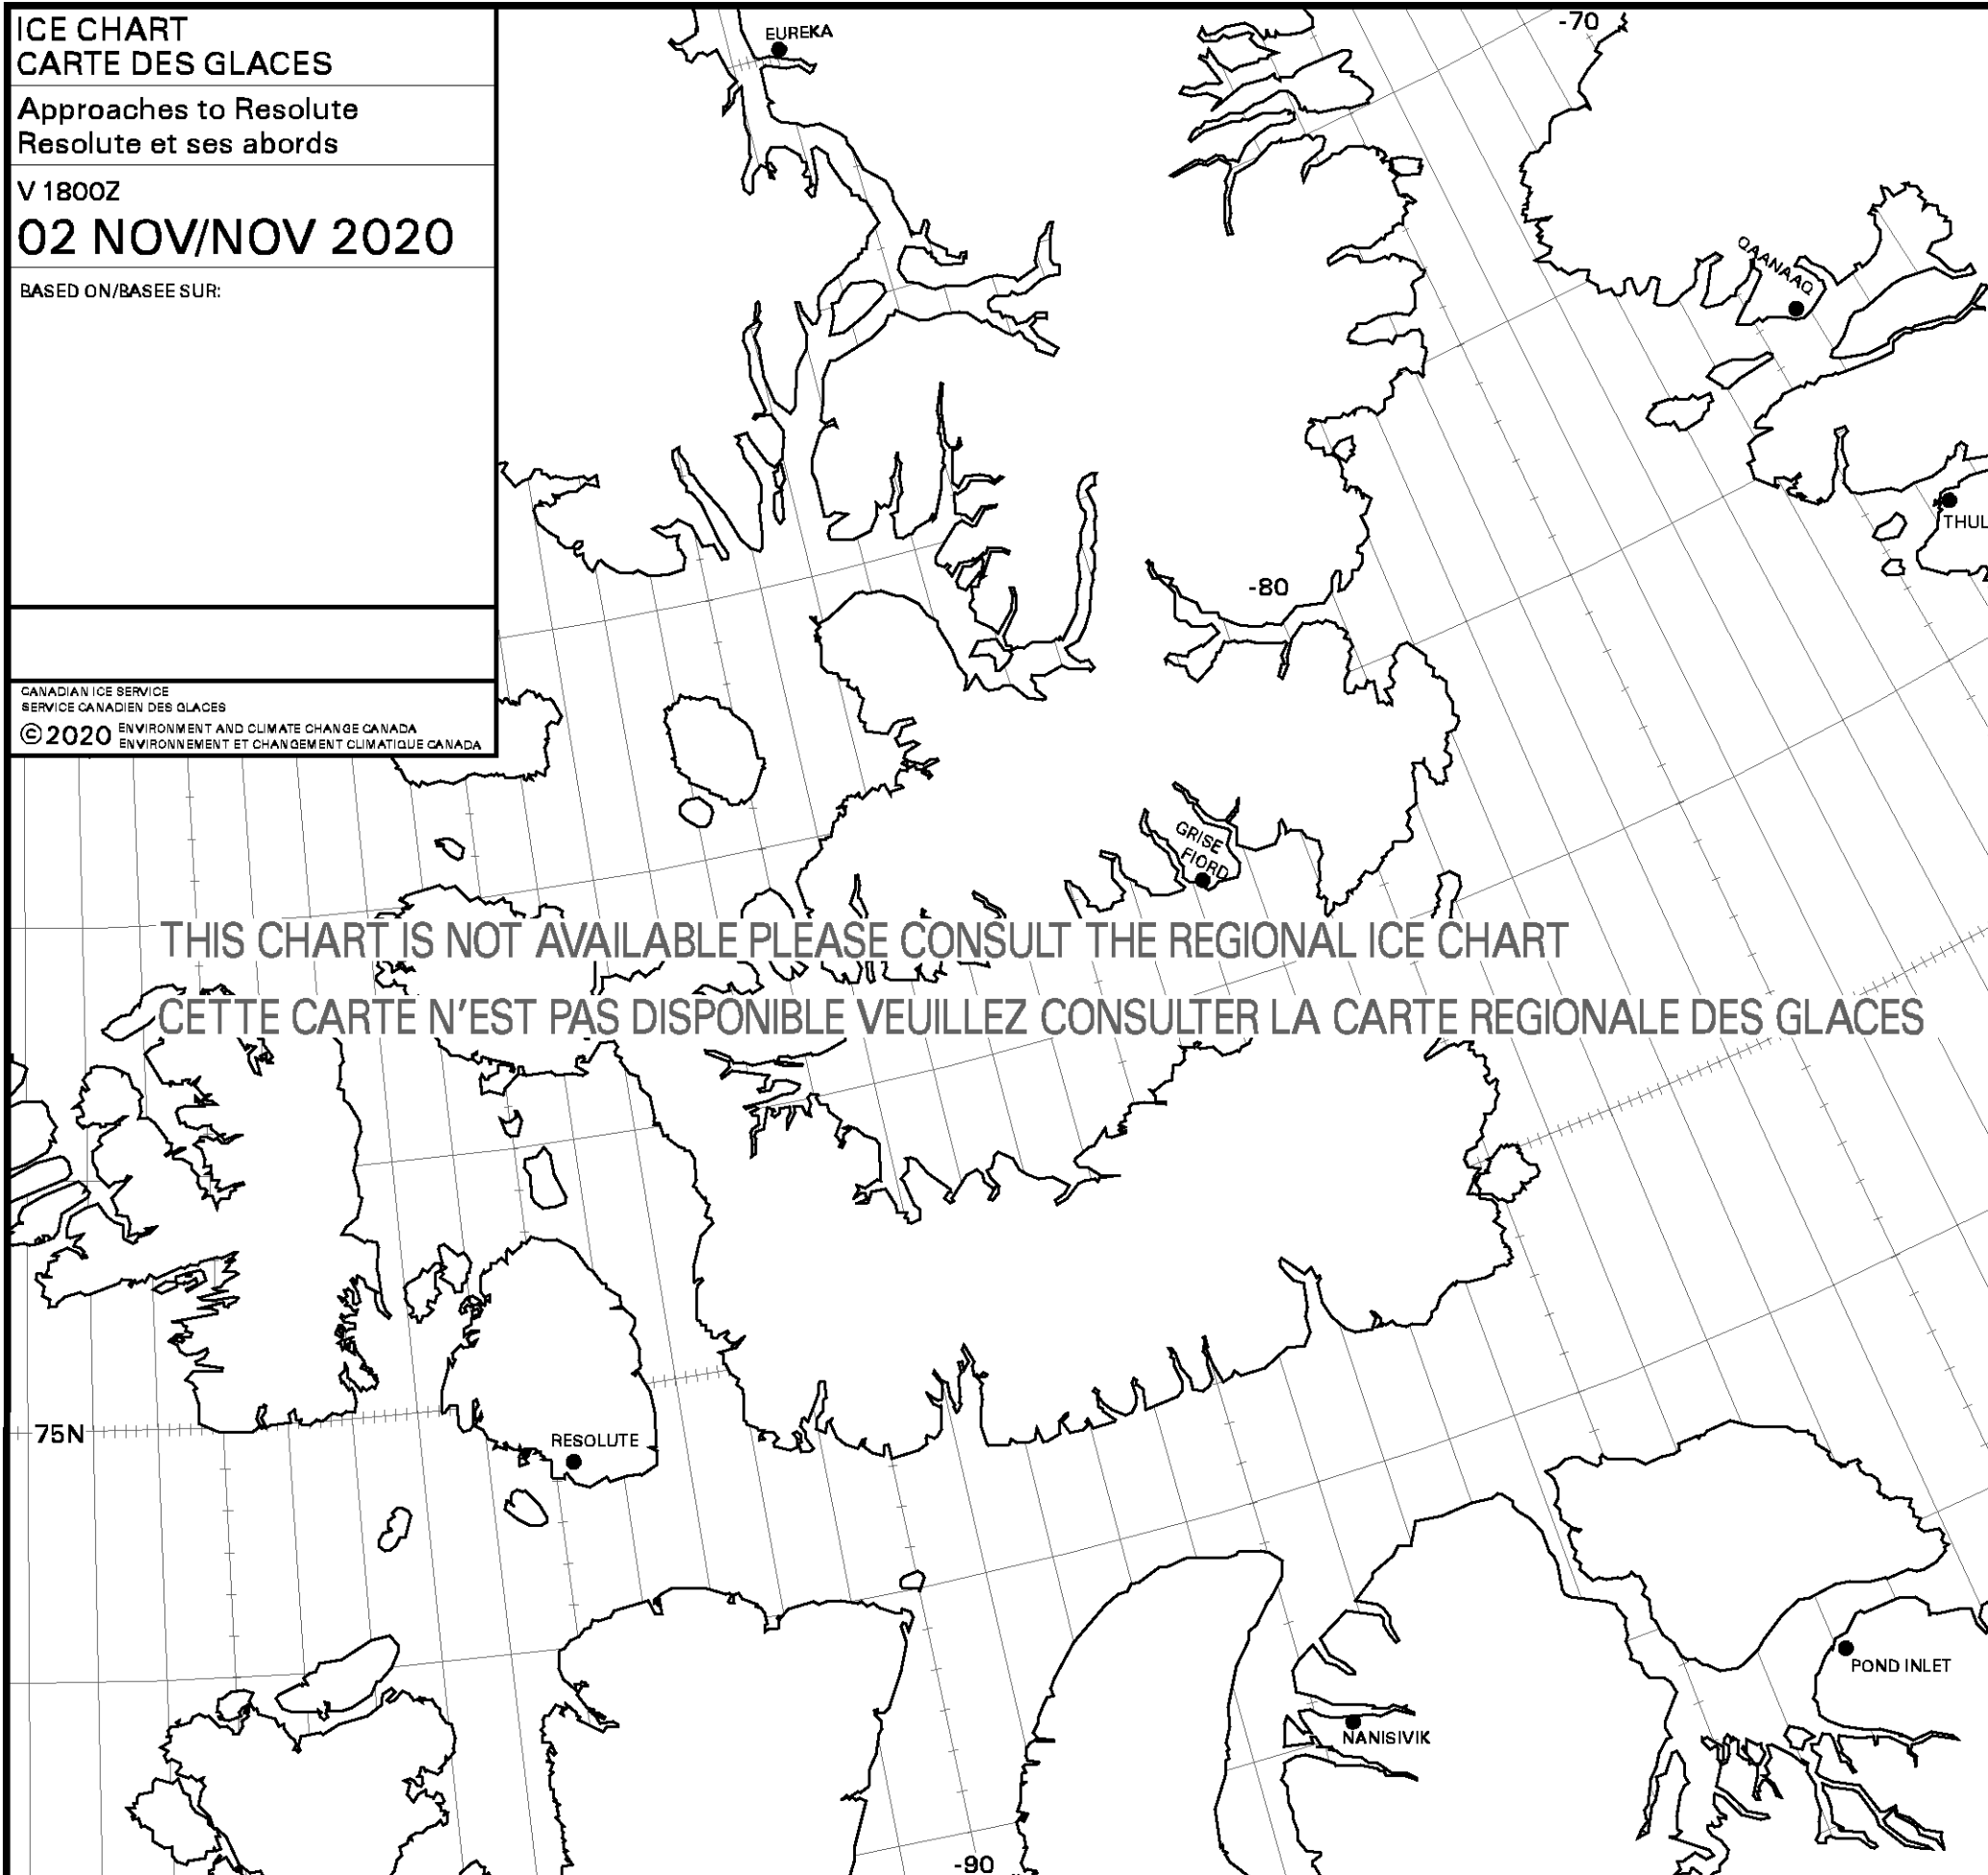 ICE CHART
CARTE DES GLACES
Approaches to Resolute
Resolute et ses abords
V 1800Z
02 NOV/NOV 2020
BASED ON/BASEE SUR:
CANADIAN ICE SERVICE
SERVICE CANADIEN DES GLACES
©2020 ENVIRONMENT AND CLIMATE CHANGE CANADA
ENVIRONNEMENT ET CHANGEMENT CLIMATIQUE CANADA
EUREKA
-70
QAANAAQ
THUL
-80
GRISE
FIORD
THIS CHART IS NOT AVAILABLE PLEASE CONSULT THE REGIONAL ICE CHART
CETTE CARTE N'EST PAS DISPONIBLE VEUILLEZ CONSULTER LA CARTE REGIONALE DES GLACES
75N
RESOLUTE
POND INLET
NANISIVIK
-90